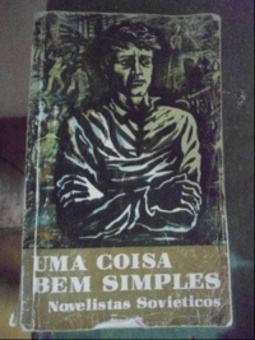 UMA COISA
BEM SIMPLES
Novelistas Soviéticos